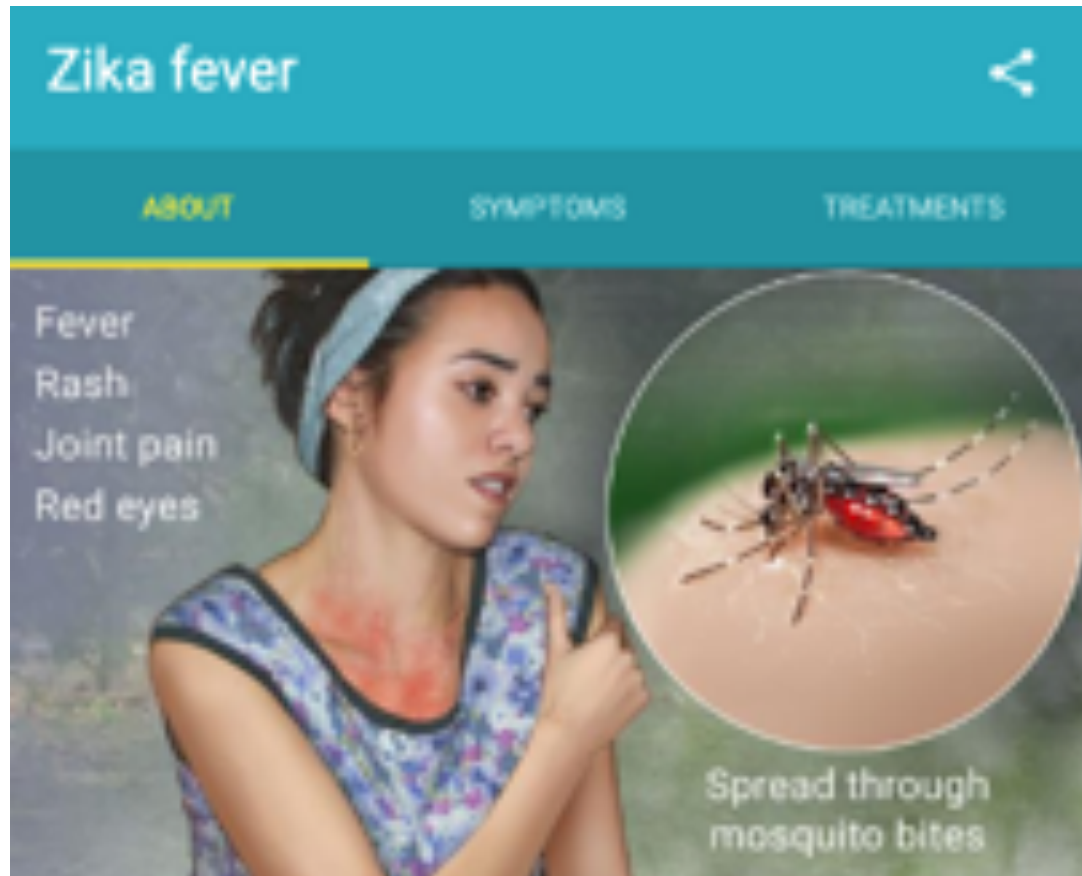 Zika fever
ABOUT
SYMPTOMS
TREATMENTS
Fever
Rash
Joint pain
Red eyes
Spread through
mosquito bites